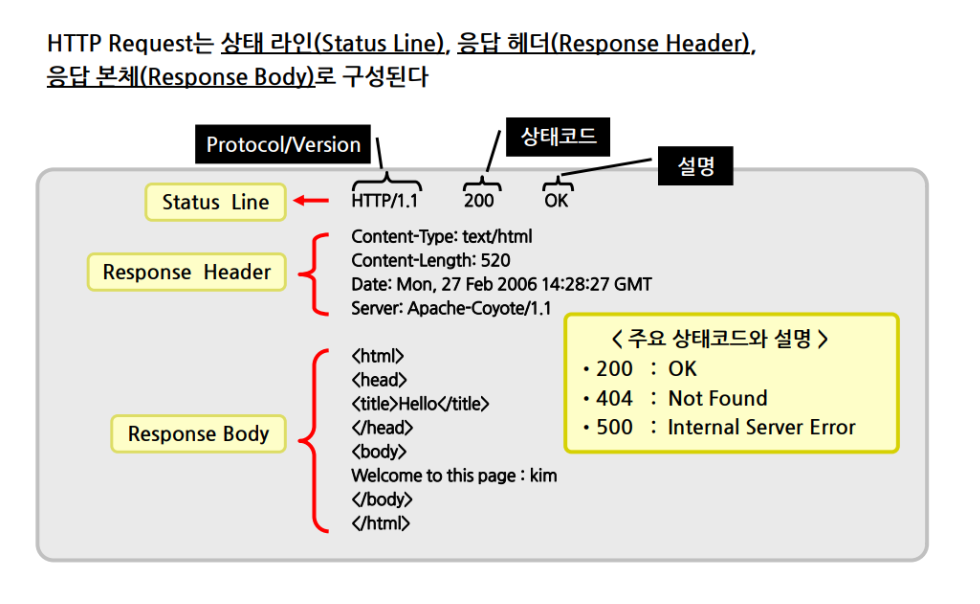 HTTP Request는 상태 라인(Status Line), 응답 헤더(Response Header),
응답 본체(Response Body)로 구성된다
Protocol/Version
상태코드
설명
Status Line
HTTP/1.1 200 OK
Response Header
Content-Type: text/html
Content-Length: 520
Date: Mon, 27 Feb 2006 14:28:27 GMT
Server: Apache-Coyote/1.1
Response Body
<html>
<head>
<title>Hello</title>
</head>
<body>
Welcome to this page : kim
</body>
</html>
< 주요 상태코드와 설명 >
• 200 : OK
• 404 : Not Found
• 500 : Internal Server Error